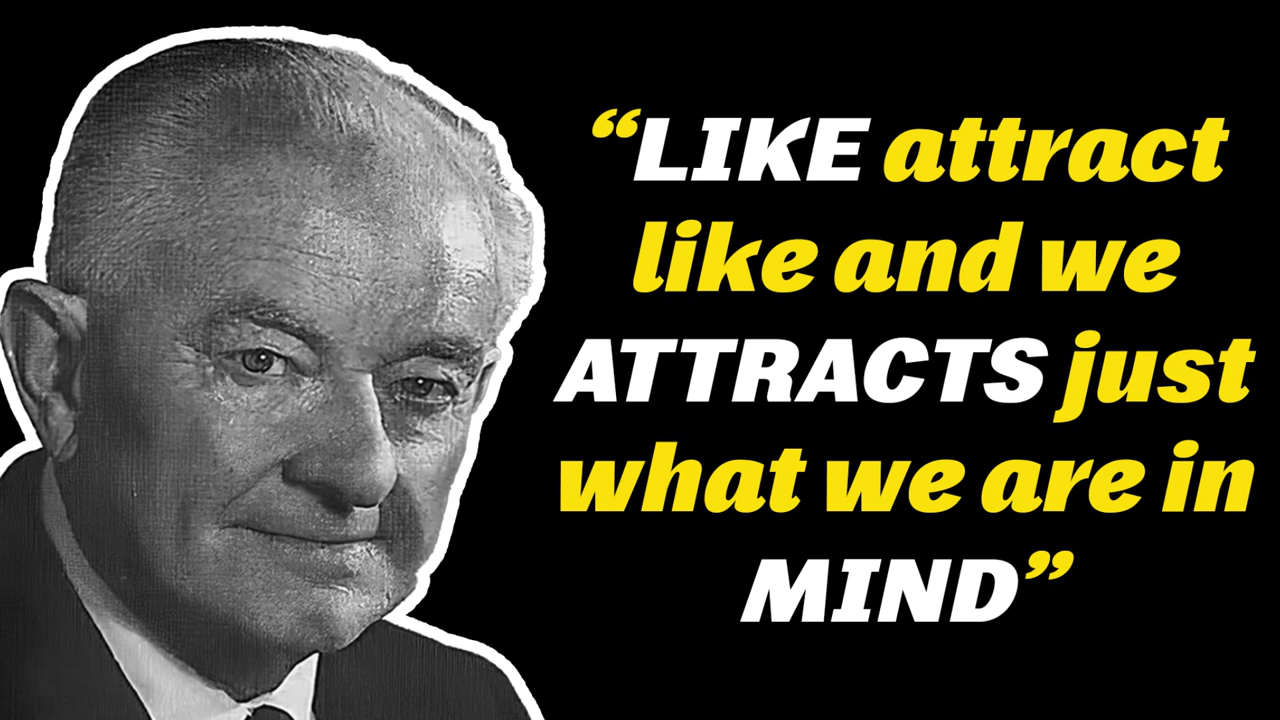 “LIKE attract
like and we
ATTRACTS just
what we are in
MIND”